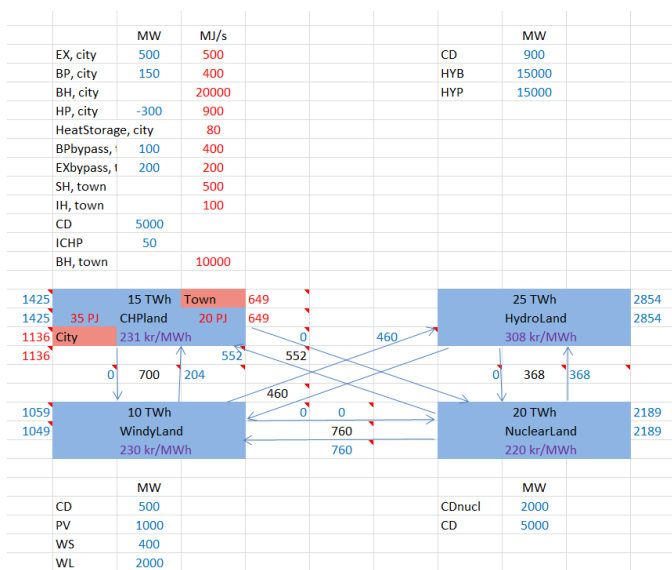 MW MJ/s MW
EX, city 500 500 CD 900
BP, city 150 400 HYB 15000
BH, city 20000 HYP 15000
HP, city -300 900
HeatStorage, city 80
BPbypass, 100 400
EXbypass, 200 200
SH, town 500
IH, town 100
CD 5000
ICHP 50
BH, town 10000
1425 15 TWh Town 649 25 TWh 2854
1425 35 PJ CHPland 20 PJ 649 HydroLand 2854
1136 City 231 kr/MWh 0 460 308 kr/MWh
1136 552 552
0 700 204 0 368 368
460
1059 10 TWh 0 0 20 TWh 2189
1049 WindyLand 760 NuclearLand 2189
230 kr/MWh 760 220 kr/MWh
MW MW
CD 500 CDnucl 2000
PV 1000 CD 5000
WS 400
WL 2000